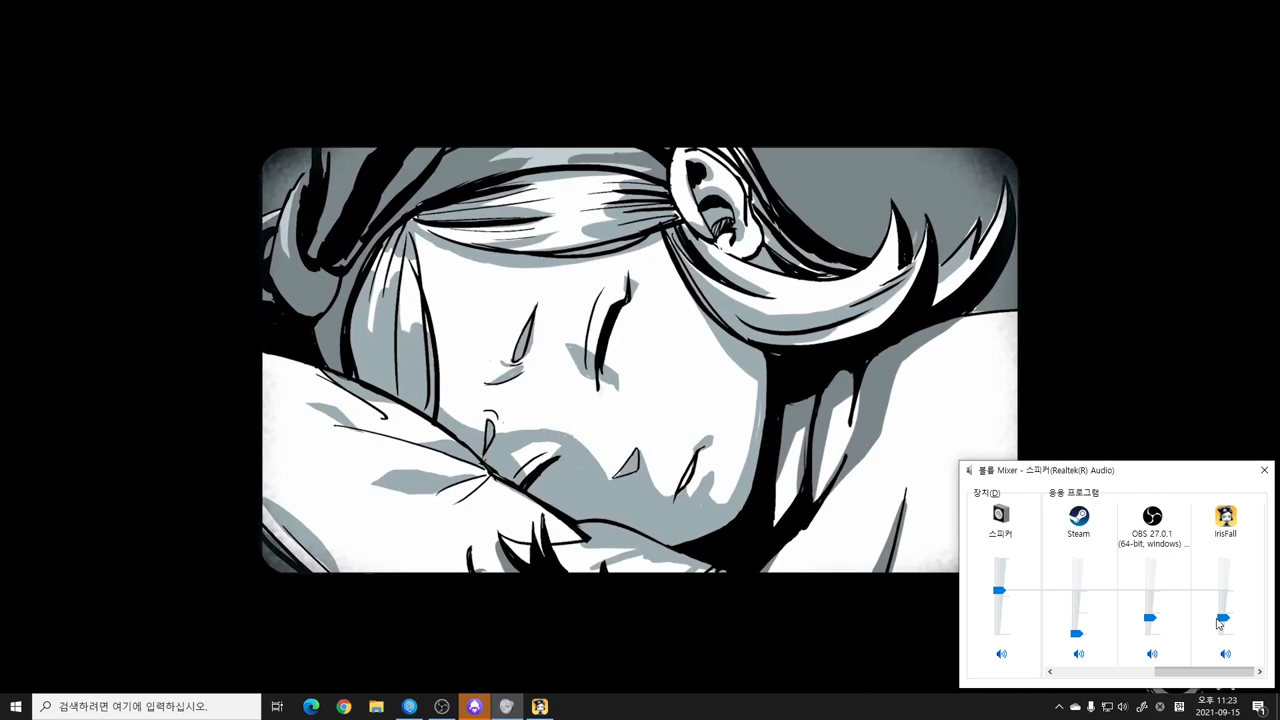 볼륨 Mixer - 스피커(Realtek(R) Audio)
장치(D)
응용 프로그램
스피커
Steam
OBS 27.0.1
(64-bit, windows) ...
IrisFall
검색하려면 여기에 입력하십시오.
오후 11:23
2021-09-15